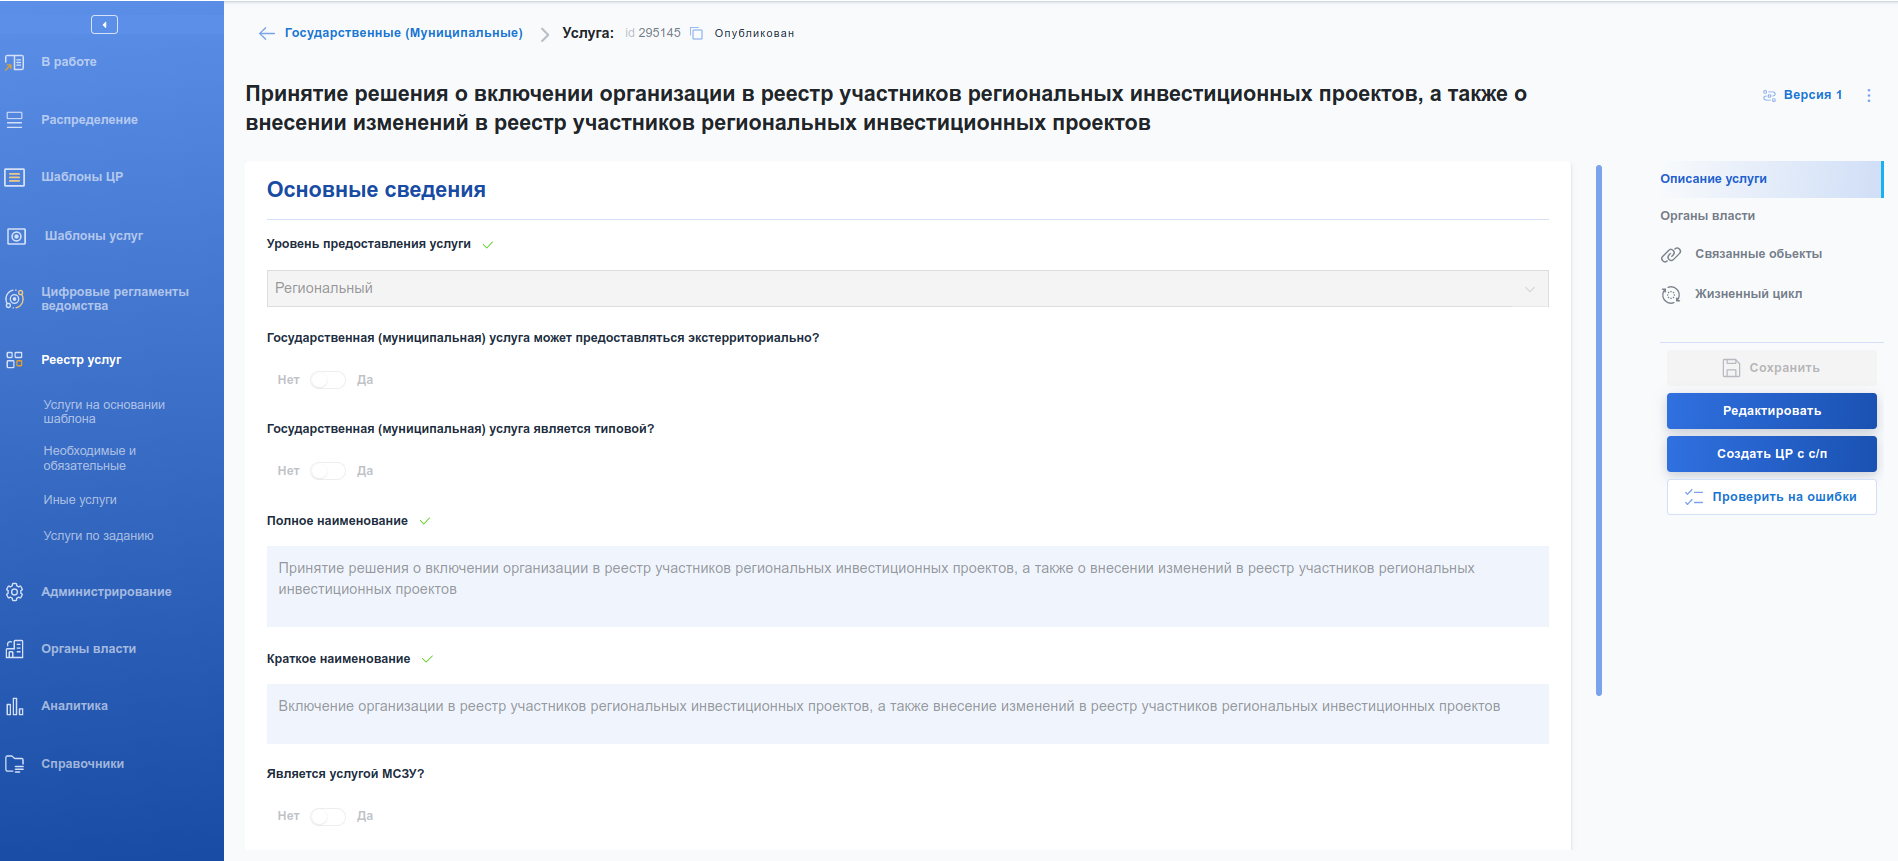 В работе
Распределение
Шаблоны ЦР
Шаблоны услуг
Цифровые регламенты
ведомства
Реестр услуг
Услуги на основании
шаблона
Необходимые и
обязательные
Иные услуги
Услуги по заданию
Администрирование
Органы власти
Аналитика
Справочники
Государственные (Муниципальные) Услуга: id 295145 Опубликован
Принятие решения о включении организации в реестр участников региональных инвестиционных проектов, а также о
внесении изменений в реестр участников региональных инвестиционных проектов
Версия 1
Основные сведения
Уровень предоставления услуги
Региональный
Государственная (муниципальная) услуга может предоставляться экстерриториально?
Нет Да
Государственная (муниципальная) услуга является типовой?
Нет Да
Полное наименование
Принятие решения о включении организации в реестр участников региональных инвестиционных проектов, а также о внесении изменений в реестр участников региональных
инвестиционных проектов
Краткое наименование
Включение организации в реестр участников региональных инвестиционных проектов, а также внесение изменений в реестр участников региональных инвестиционных проектов
Является услугой МСЗУ?
Нет Да
Описание услуги
Органы власти
Связанные обьекты
Жизненный цикл
Сохранить
Редактировать
Создать ЦР с с/п
Проверить на ошибки